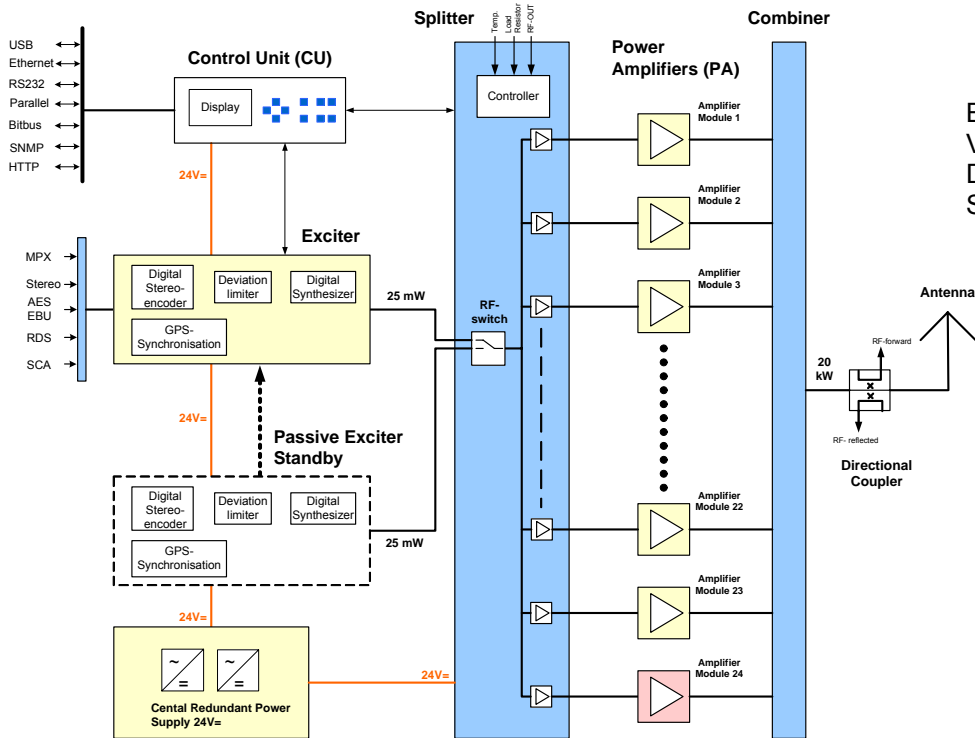 Splitter
Combiner
Temp.
Load
Resistor
RF-OUT
USB
Ethernet
RS232
Parallel
Bitbus
SNMP
HTTP
Control Unit (CU)
Display
Controller
Power
Amplifiers (PA)
Amplifier
Module 1
Amplifier
Module 2
Amplifier
Module 3
24V=
Exciter
MPX
Stereo
AES
EBU
RDS
SCA
Digital
Stereo-
encoder
Deviation
limiter
Digital
Synthesizer
GPS-
Synchronisation
25 mW
RF-
switch
24V=
Passive Exciter
Standby
Digital
Stereo-
encoder
Deviation
limiter
Digital
Synthesizer
GPS-
Synchronisation
25 mW
24V=
~
=
~
=
Cental Redundant Power
Supply 24V=
24V=
Amplifier
Module 22
Amplifier
Module 23
Amplifier
Module 24
20
kW
Antenna
RF-forward
RF- reflected
Directional
Coupler
E
V
D
S